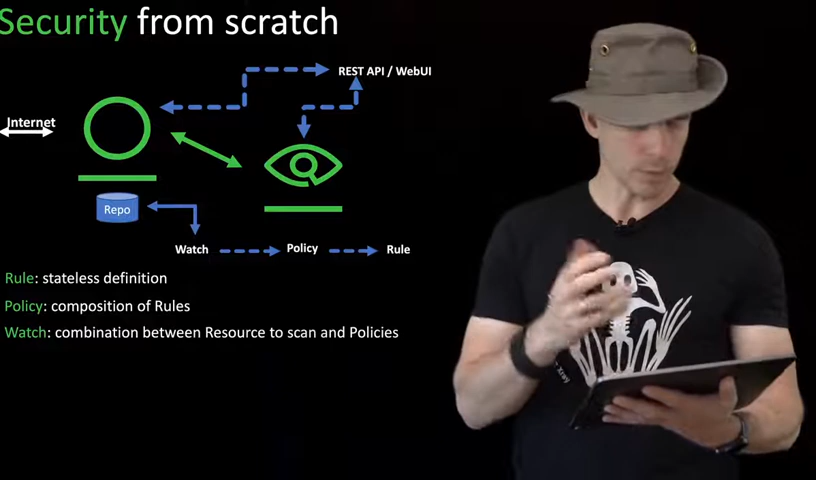 Security from scratch
REST API / WebUI
Internet
Repo
Watch
Policy
Rule
Rule: stateless definition
Policy: composition of Rules
Watch: combination between Resource to scan and Policies
Xray